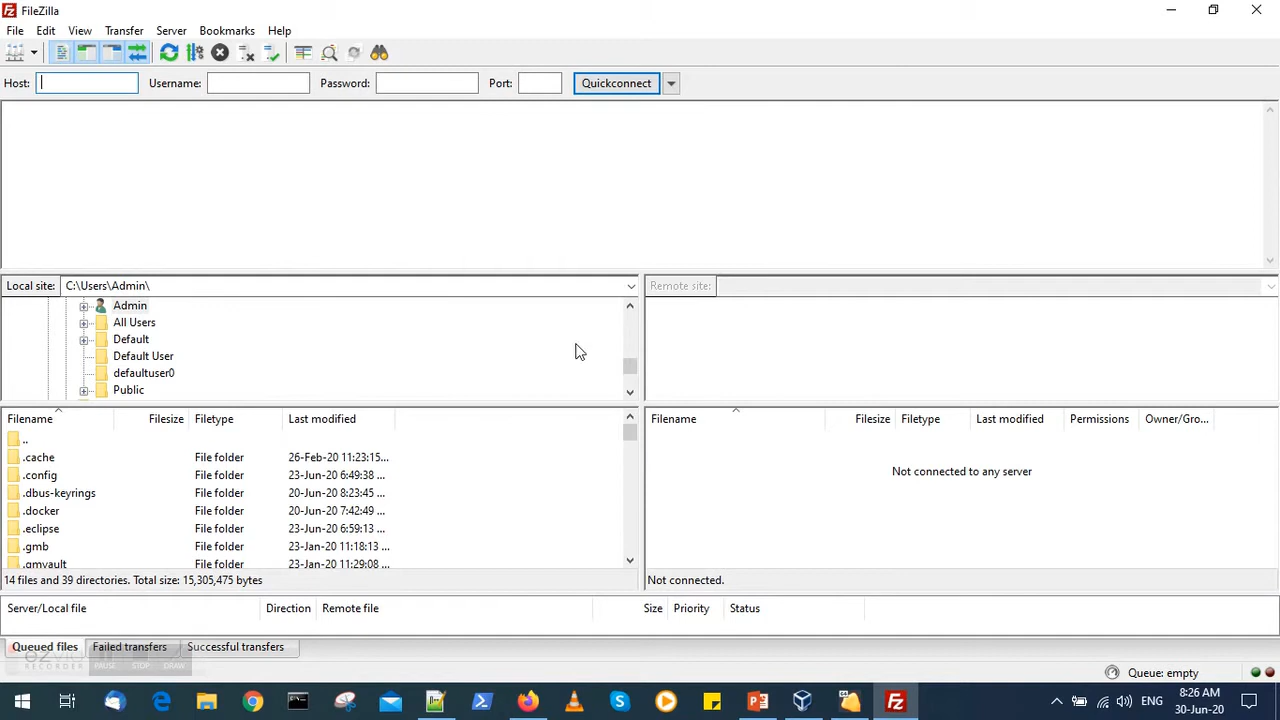 FileZilla
File Edit View Transfer Server Bookmarks Help
Host: Username: Password: Port: Quickconnect
Local site: C:\Users\Admin\
Remote site:
Admin
All Users
Default
Default User
defaultuser0
Public
Filename Filesize Filetype Last modified
..
.cache File folder 26-Feb-20 11:23:15...
.config File folder 23-Jun-20 6:49:38 ...
.dbus-keyrings File folder 20-Jun-20 8:23:45 ...
.docker File folder 20-Jun-20 7:42:49 ...
.eclipse File folder 23-Jun-20 6:59:13 ...
.gmb File folder 23-Jan-20 11:18:13 ...
.gmvault File folder 23-Jan-20 11:29:08 ...
14 files and 39 directories. Total size: 15,305,475 bytes
Filename Filesize Filetype Last modified Permissions Owner/Gro...
Not connected to any server
Not connected.
Server/Local file Direction Remote file Size Priority Status
Queued files Failed transfers Successful transfers
RECORDER PAUSE STOP DRAW
Queue: empty
ENG
8:26 AM
30-Jun-20